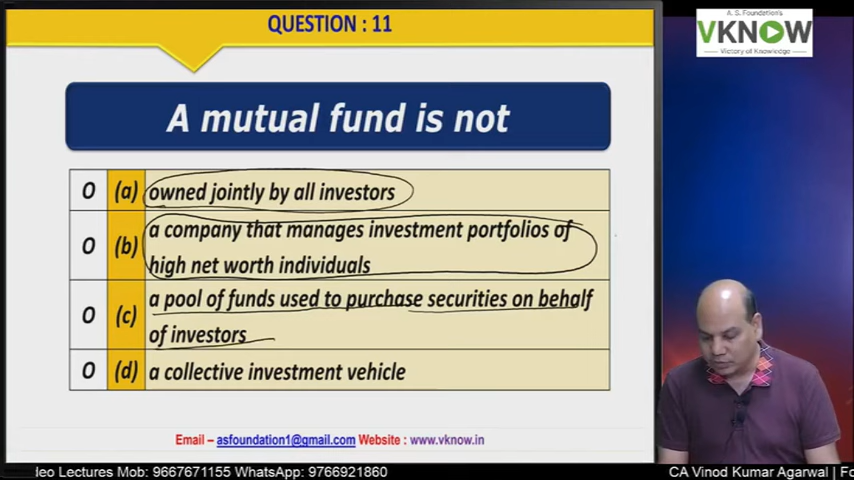 QUESTION : 11
A. S. Foundation's
VKNOW
Victory of Knowledge
A mutual fund is not
O (a) owned jointly by all investors
O (b) a company that manages investment portfolios of
high net worth individuals
O (c) a pool of funds used to purchase securities on behalf
of investors
O (d) a collective investment vehicle
Email – asfoundation1@gmail.com Website : www.vknow.in
deo Lectures Mob: 9667671155 WhatsApp: 9766921860
CA Vinod Kumar Agarwal | Fo